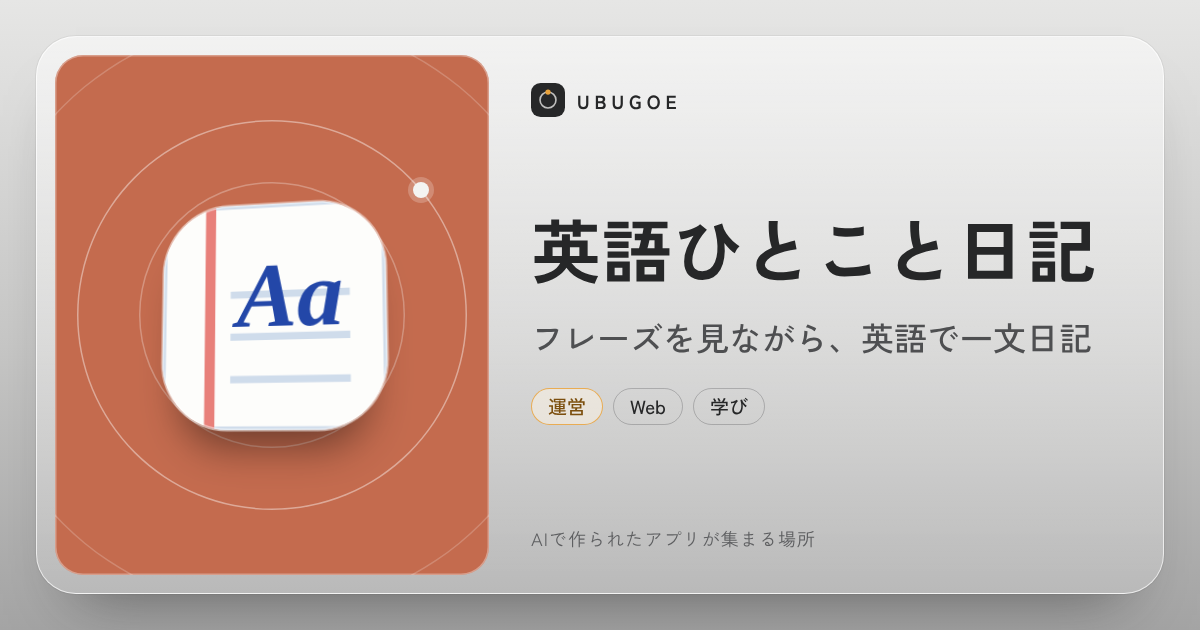 Aa
UBUGOE
英語ひとこと日記
フレーズを見ながら、英語で一文日記
運営 Web 学び
AIで作られたアプリが集まる場所